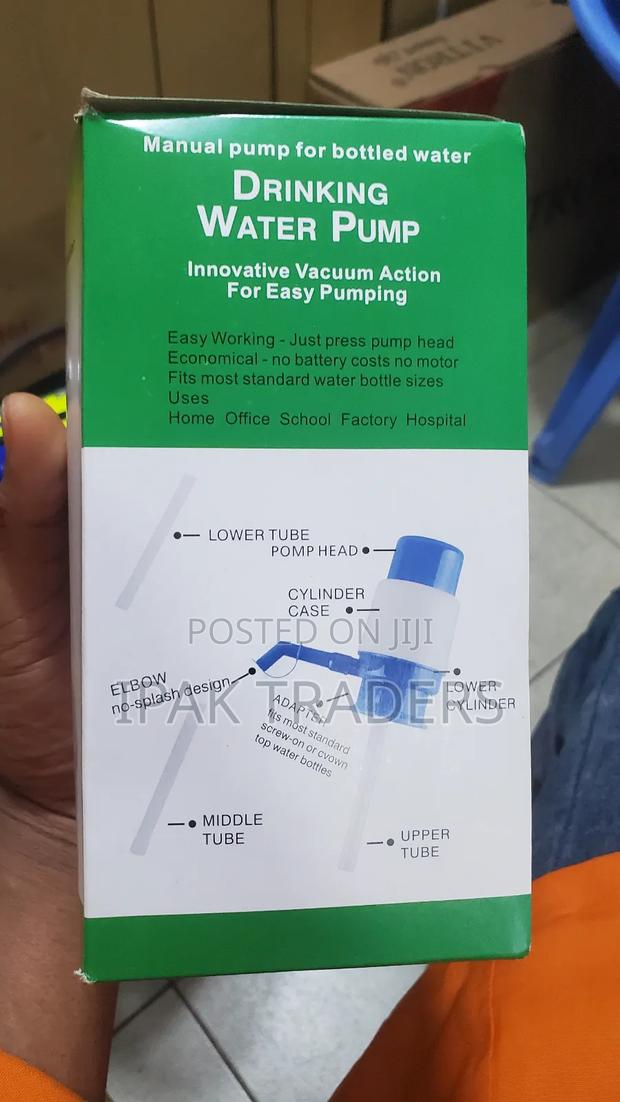 VITRON
Manual pump for bottled water
DRINKING
WATER PUMP
Innovative Vacuum Action
For Easy Pumping
Easy Working - Just press pump head
Economical - no battery costs no motor
Fits most standard water bottle sizes
Uses
Home Office School Factory Hospital
LOWER TUBE
POMP HEAD
CYLINDER
CASE
POSTED ON JIJI
ELBOW
no-splash design
IPAK TRADERS
LOWER
CYLINDER
ADAPTER
fits most standard
screw-on or cvown
top water bottles
MIDDLE
TUBE
UPPER
TUBE